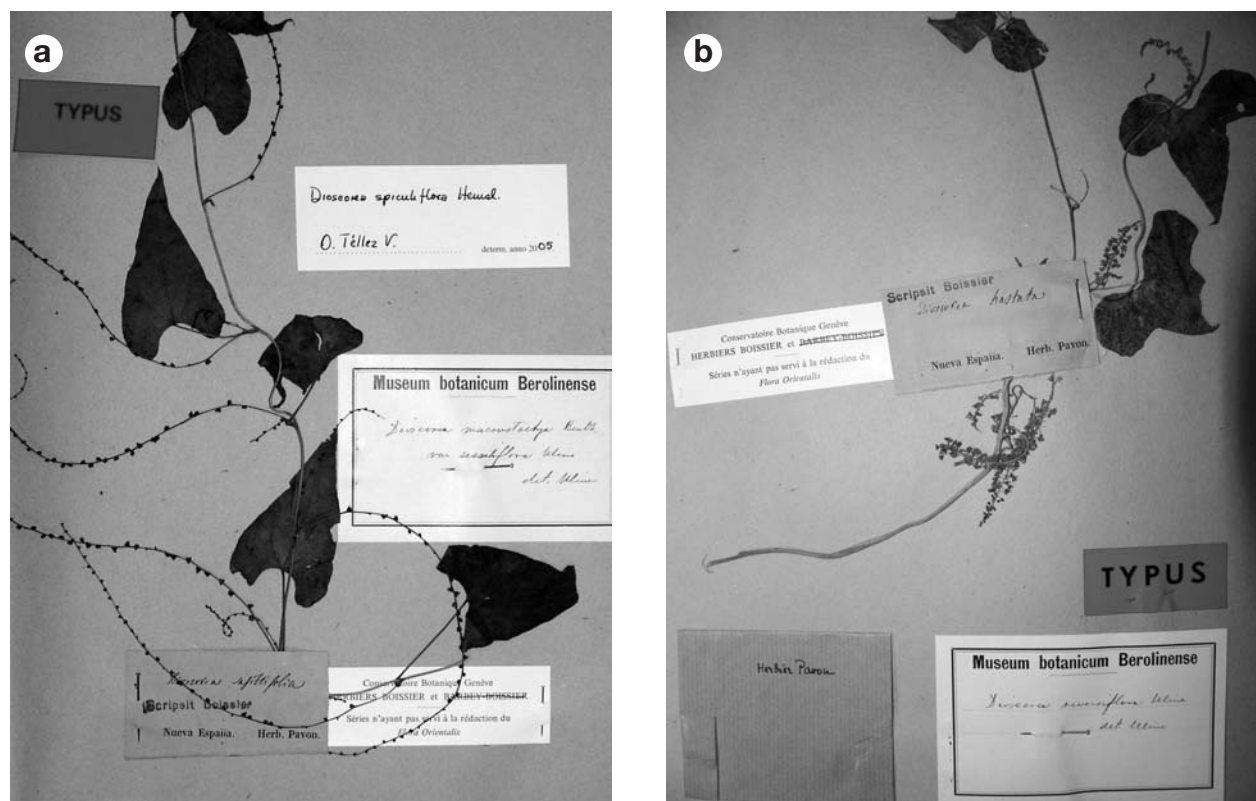 a
TYPUS
Dioscorea spiculiflora Hemsl.
O. Téllez V.
determ. anno 2005
Museum botanicum Berolinense
Dioscorea macrostachya Benth.
var sessiliflora Uline
det. Uline
Dioscorea
Scripsit Boissier
Nueva España. Herb. Pavon.
Conservatoire Botanique Genève
HERBIERS BOISSIER et BARBEY-BOISSIER
Séries n'ayant pas servi à la rédaction du
Flora Orientalis
b
Scripsit Boissier
Dioscorea hastata
Nueva España. Herb. Pavon.
Conservatoire Botanique Genève
HERBIERS BOISSIER et BARBEY-BOISSIER
Séries n'ayant pas servi à la rédaction du
Flora Orientalis
TYPUS
Herbier Pavon
Museum botanicum Berolinense
Dioscorea Uline
det Uline